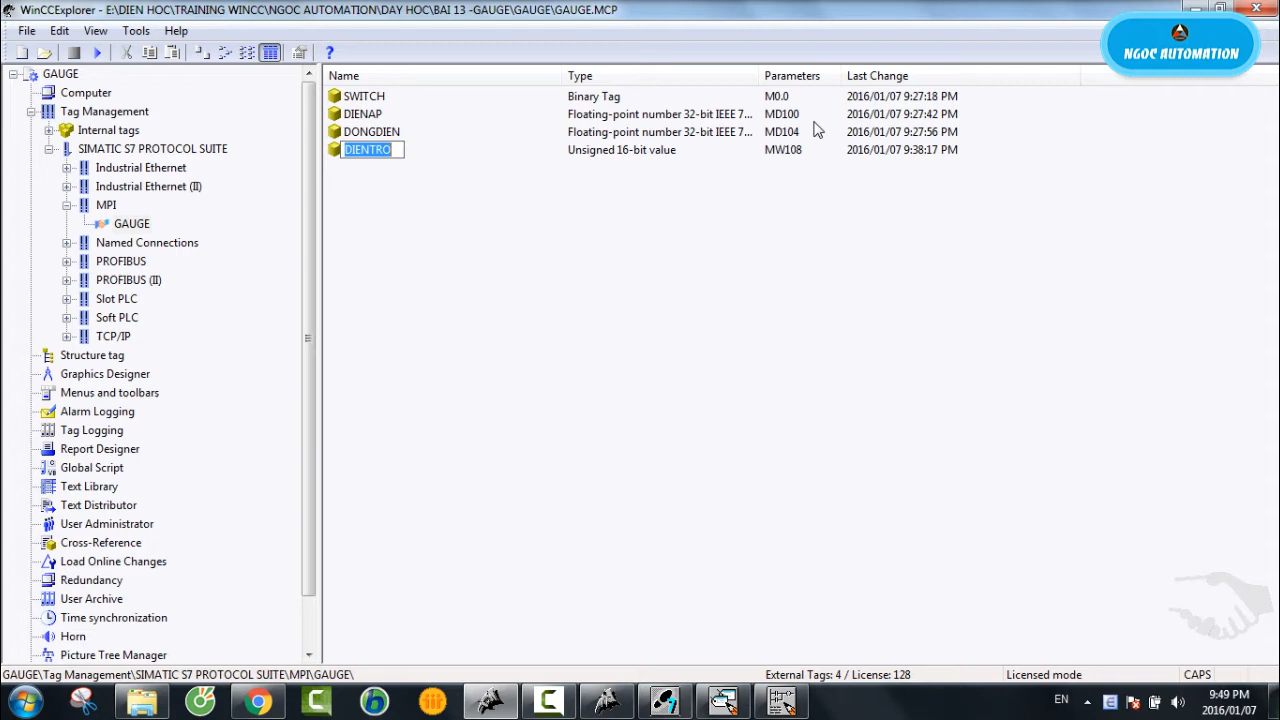 WinCCExplorer - E:\DIEN HOC\TRAINING WINCC\NGOC AUTOMATION\DAY HOC\BAI 13 -GAUGE\GAUGE\GAUGE.MCP
File Edit View Tools Help
NGOC AUTOMATION
GAUGE
Computer
Tag Management
Internal tags
SIMATIC S7 PROTOCOL SUITE
Industrial Ethernet
Industrial Ethernet (II)
MPI
GAUGE
Named Connections
PROFIBUS
PROFIBUS (II)
Slot PLC
Soft PLC
TCP/IP
Structure tag
Graphics Designer
Menus and toolbars
Alarm Logging
Tag Logging
Report Designer
Global Script
Text Library
Text Distributor
User Administrator
Cross-Reference
Load Online Changes
Redundancy
User Archive
Time synchronization
Horn
Picture Tree Manager
Name Type Parameters Last Change
SWITCH Binary Tag M0.0 2016/01/07 9:27:18 PM
DIENAP Floating-point number 32-bit IEEE 7... MD100 2016/01/07 9:27:42 PM
DONGDIEN Floating-point number 32-bit IEEE 7... MD104 2016/01/07 9:27:56 PM
DIENTRO Unsigned 16-bit value MW108 2016/01/07 9:38:17 PM
GAUGE\Tag Management\SIMATIC S7 PROTOCOL SUITE\MPI\GAUGE\ External Tags: 4 / License: 128 Licensed mode CAPS
EN 9:49 PM
2016/01/07